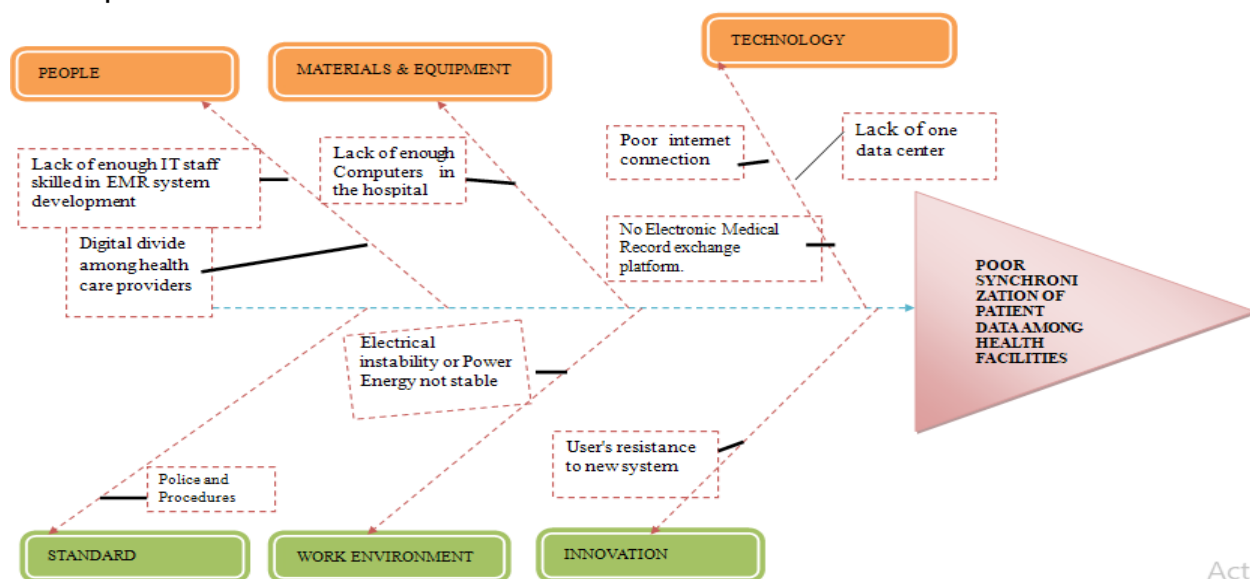 TECHNOLOGY
PEOPLE
MATERIALS & EQUIPMENT
Poor internet
connection
Lack of one
data center
Lack of enough IT staff
skilled in EMR system
development
Lack of enough
Computers in
the hospital
No Electronic Medical
Record exchange
platform.
Digital divide
among health
care providers
POOR
SYNCHRONI
ZATION OF
PATIENT
DATA AMONG
HEALTH
FACILITIES
Electrical
instability or Power
Energy not stable
User's resistance
to new system
Police and
Procedures
STANDARD
WORK ENVIRONMENT
INNOVATION
Act